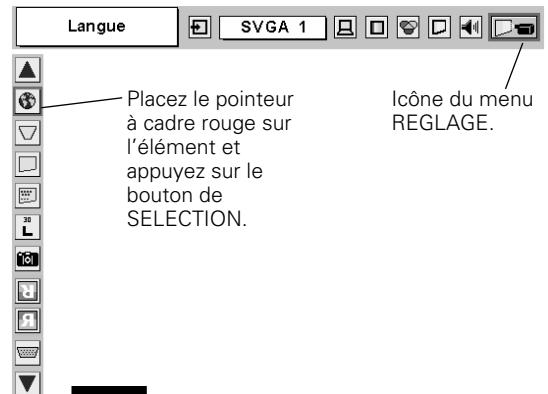 Langue
SVGA 1
Placez le pointeur
à cadre rouge sur
l'élément et
appuyez sur le
bouton de
SELECTION.
Icône du menu
REGLAGE.
30
L
R
R